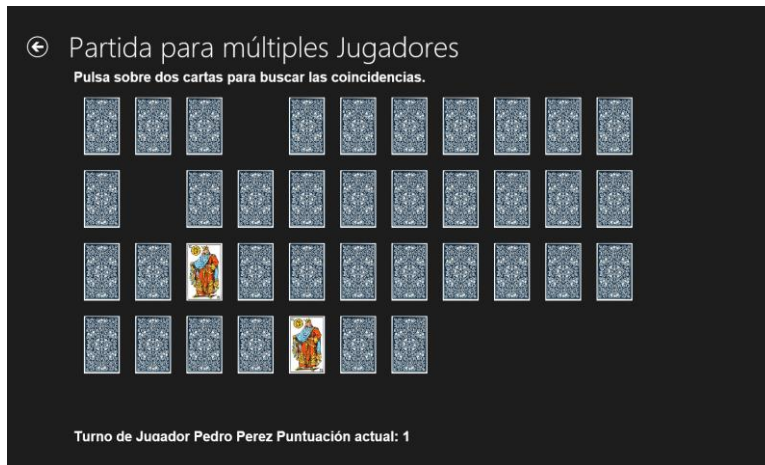 Partida para múltiples Jugadores
Pulsa sobre dos cartas para buscar las coincidencias.
Turno de Jugador Pedro Perez Puntuación actual: 1